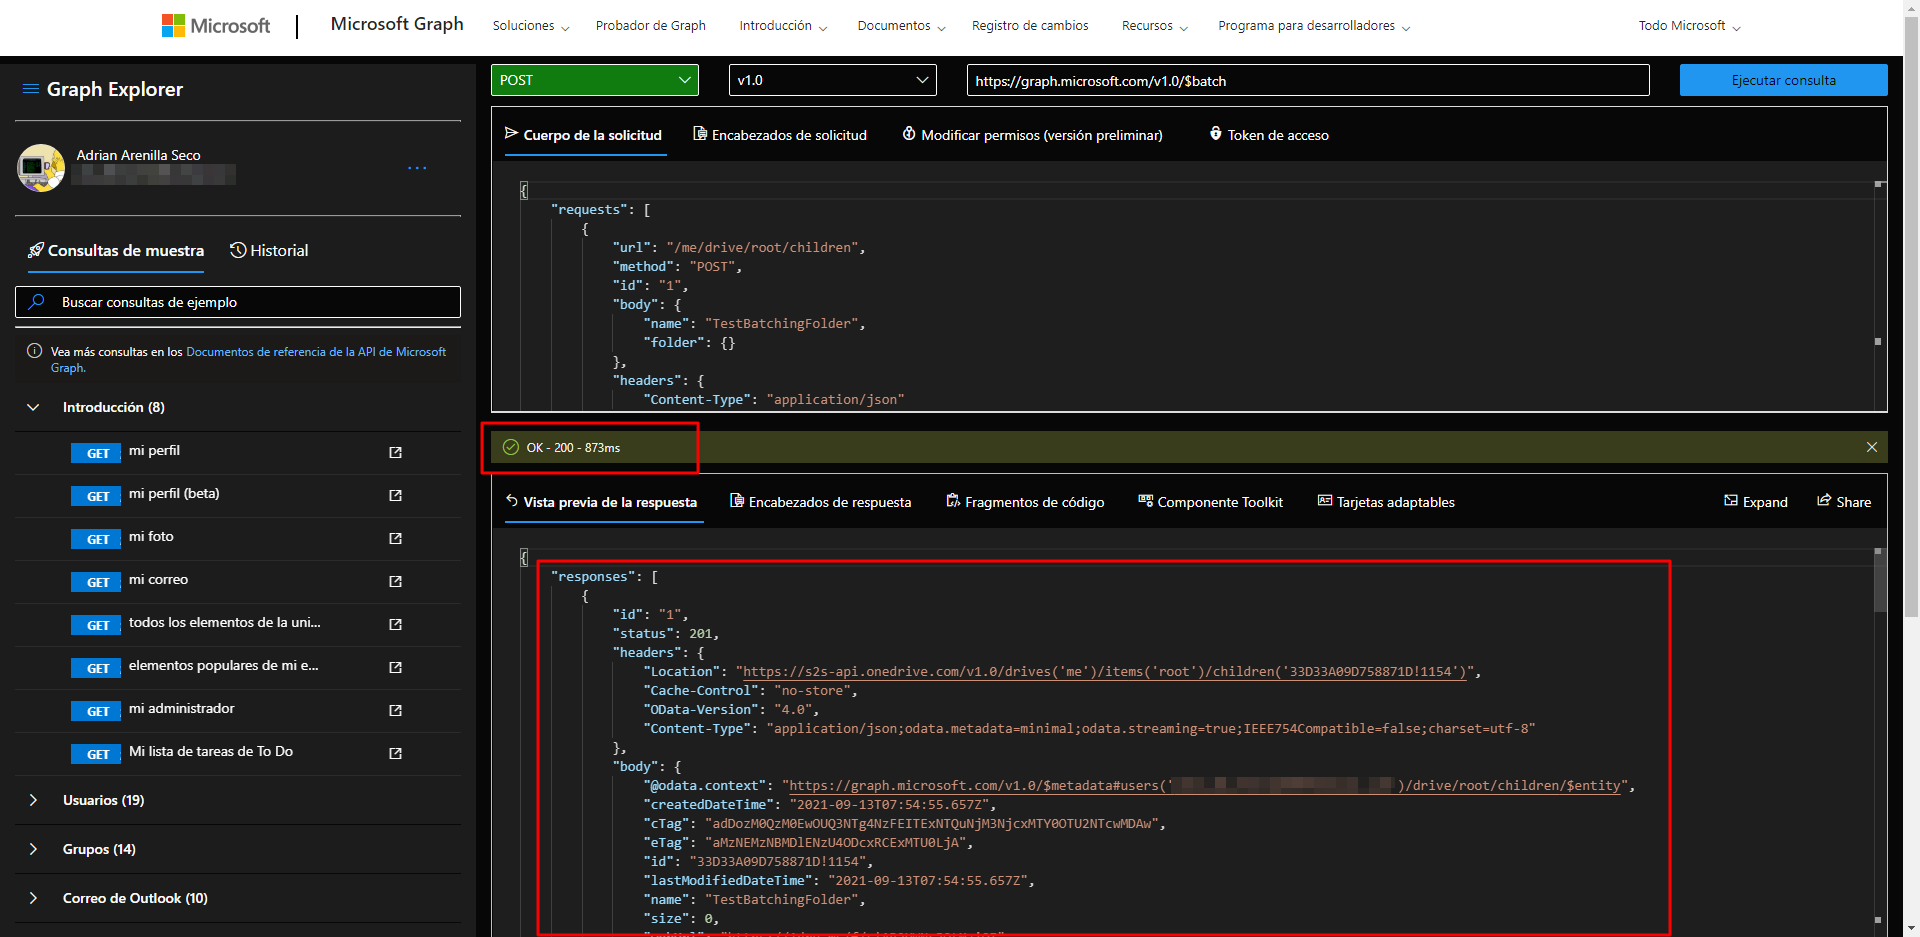 Microsoft | Microsoft Graph Soluciones Probador de Graph Introducción Documentos Registro de cambios Recursos Programa para desarrolladores Todo Microsoft
Graph Explorer
Adrian Arenilla Seco
...
Consultas de muestra Historial
Buscar consultas de ejemplo
Vea más consultas en los Documentos de referencia de la API de Microsoft
Graph.
Introducción (8)
GET mi perfil
GET mi perfil (beta)
GET mi foto
GET mi correo
GET todos los elementos de la uni...
GET elementos populares de mi e...
GET mi administrador
GET Mi lista de tareas de To Do
Usuarios (19)
Grupos (14)
Correo de Outlook (10)
POST v1.0 https://graph.microsoft.com/v1.0/$batch Ejecutar consulta
Cuerpo de la solicitud Encabezados de solicitud Modificar permisos (versión preliminar) Token de acceso
{
"requests": [
{
"url": "/me/drive/root/children",
"method": "POST",
"id": "1",
"body": {
"name": "TestBatchingFolder",
"folder": {}
},
"headers": {
"Content-Type": "application/json"
OK - 200 - 873ms
Vista previa de la respuesta Encabezados de respuesta Fragmentos de código Componente Toolkit Tarjetas adaptables Expand Share
{
"responses": [
{
"id": "1",
"status": 201,
"headers": {
"Location": "https://s2s-api.onedrive.com/v1.0/drives('me')/items('root')/children('33D33A09D758871D!1154')",
"Cache-Control": "no-store",
"OData-Version": "4.0",
"Content-Type": "application/json;odata.metadata=minimal;odata.streaming=true;IEEE754Compatible=false;charset=utf-8"
},
"body": {
"@odata.context": "https://graph.microsoft.com/v1.0/$metadata#users(' )/drive/root/children/$entity",
"createdDateTime": "2021-09-13T07:54:55.657Z",
"cTag": "adDozM0QzM0EwOUQ3NTg4NzFEITExNTQuNjM3NjcxMTY0OTU2NTcwMDAw",
"eTag": "aMzNEMzNBMDlENzU4ODcxRCExMTU0LjA",
"id": "33D33A09D758871D!1154",
"lastModifiedDateTime": "2021-09-13T07:54:55.657Z",
"name": "TestBatchingFolder",
"size": 0,